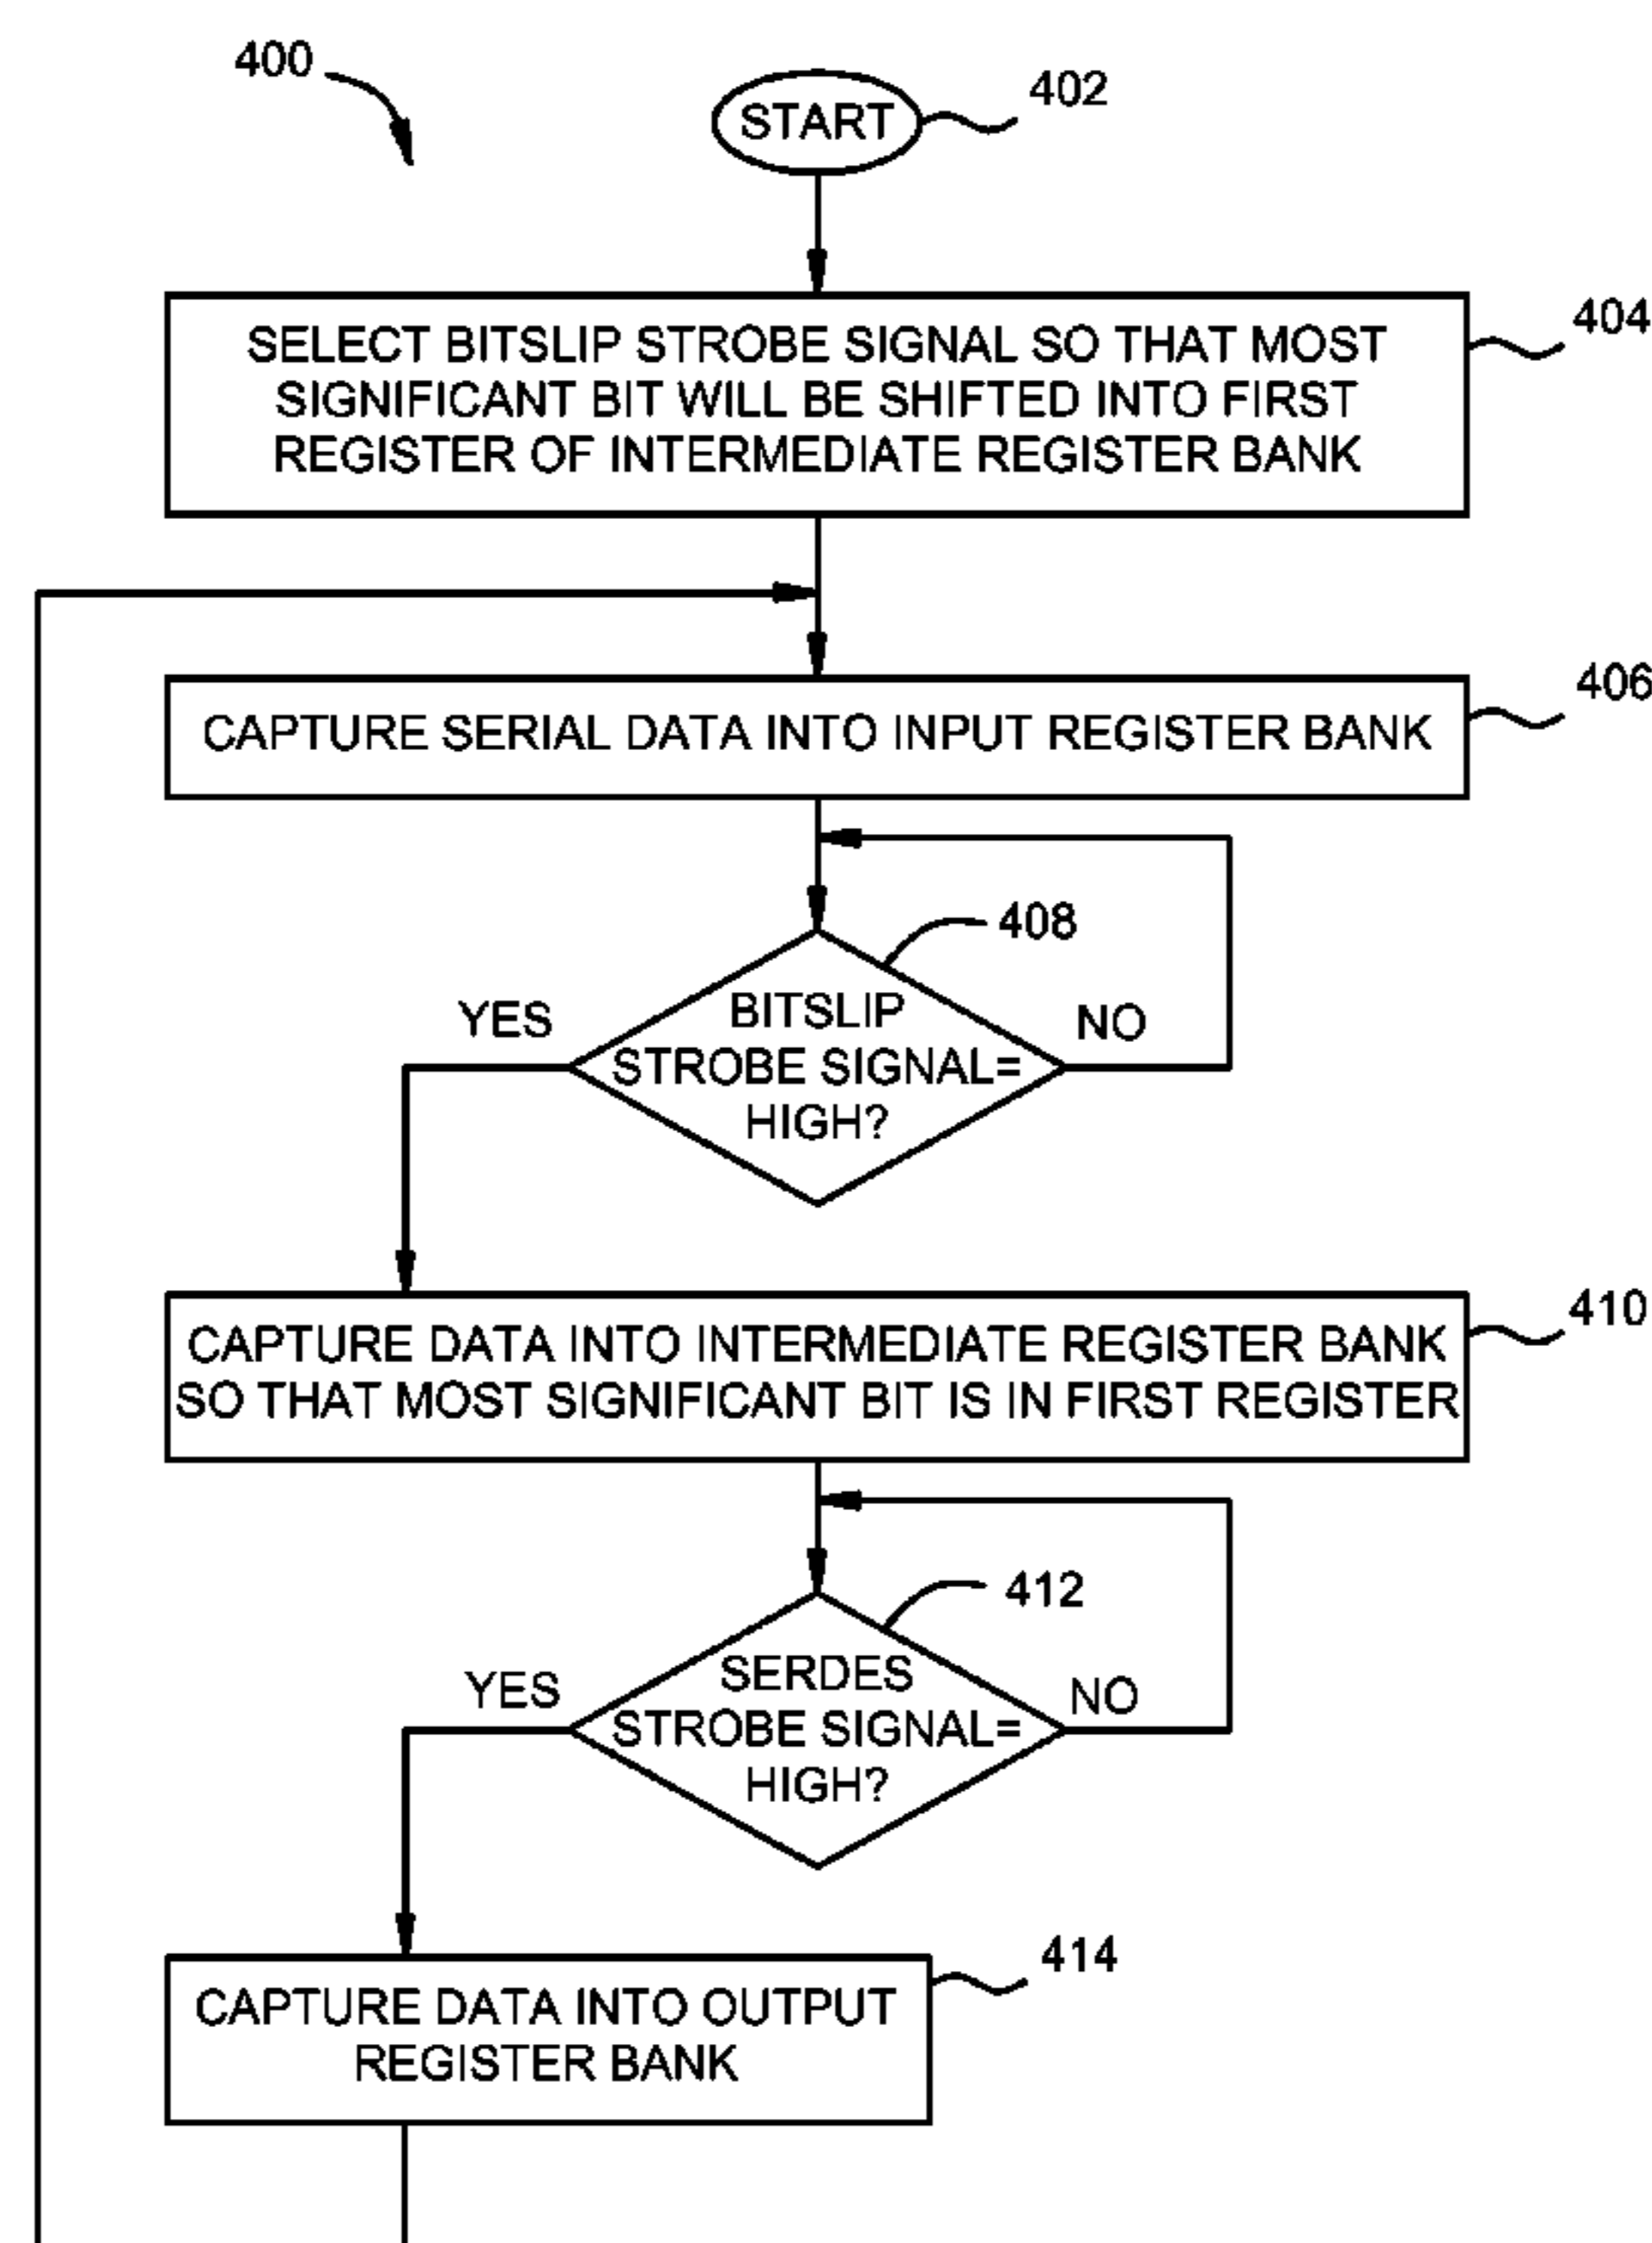 400
START
402
SELECT BITSLIP STROBE SIGNAL SO THAT MOST
SIGNIFICANT BIT WILL BE SHIFTED INTO FIRST
REGISTER OF INTERMEDIATE REGISTER BANK
404
CAPTURE SERIAL DATA INTO INPUT REGISTER BANK
406
408
YES
BITSLIP
STROBE SIGNAL=
HIGH?
NO
CAPTURE DATA INTO INTERMEDIATE REGISTER BANK
SO THAT MOST SIGNIFICANT BIT IS IN FIRST REGISTER
410
412
YES
SERDES
STROBE SIGNAL=
HIGH?
NO
CAPTURE DATA INTO OUTPUT
REGISTER BANK
414